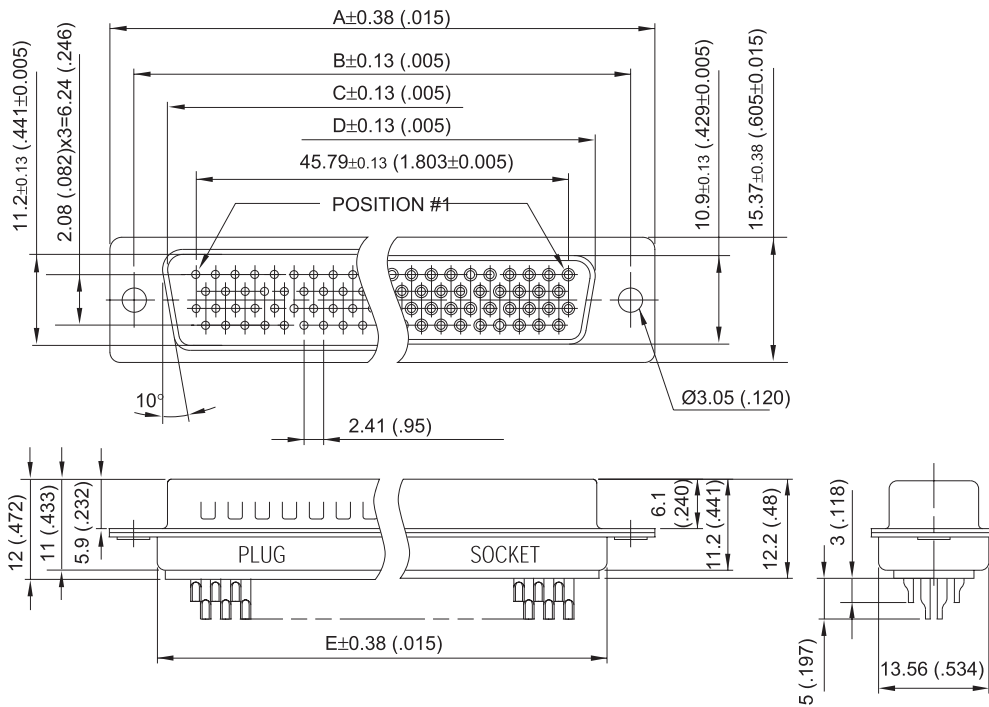 A±0.38 (.015)
B±0.13 (.005)
C±0.13 (.005)
D±0.13 (.005)
45.79±0.13 (1.803±0.005)
POSITION #1
11.2±0.13 (.441±0.005)
2.08 (.082)x3=6.24 (.246)
10.9±0.13 (.429±0.005)
15.37±0.38 (.605±0.015)
10°
2.41 (.95)
Ø3.05 (.120)
12 (.472)
11 (.433)
5.9 (.232)
PLUG
SOCKET
6.1
(.240)
11.2 (.441)
12.2 (.48)
3 (.118)
E±0.38 (.015)
5 (.197)
13.56 (.534)